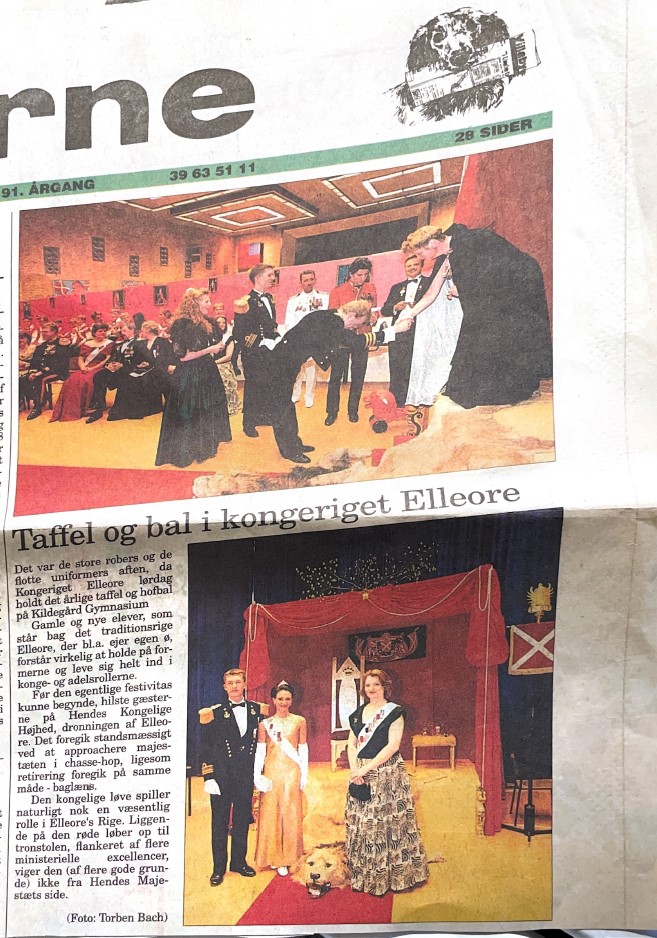 rne
Villabyerne
91. ÅRGANG
39 63 51 11
28 SIDER
Taffel og bal i kongeriget Elleore
Det var de store robers og de
flotte uniformers aften, da
Kongeriget Elleore lørdag
holdt det årlige taffel og hofbal
på Kildegård Gymnasium
Gamle og nye elever, som
står bag det traditionsrige
Elleore, der bl.a. ejer egen ø,
forstår virkelig at holde på for-
merne og leve sig helt ind i
konge- og adelsrollerne.
Før den egentlige festivitas
kunne begynde, hilste gæster-
ne på Hendes Kongelige
Højhed, dronningen af Elleo-
re. Det foregik standsmæssigt
ved at approachere majes-
tæten i chasse-hop, ligesom
retirering foregik på samme
måde - baglæns.
Den kongelige løve spiller
naturligt nok en væsentlig
rolle i Elleore's Rige. Liggen-
de på den røde løber op til
tronstolen, flankeret af flere
ministerielle excellencer,
viger den (af flere gode grun-
de) ikke fra Hendes Maje-
stæts side.
(Foto: Torben Bach)